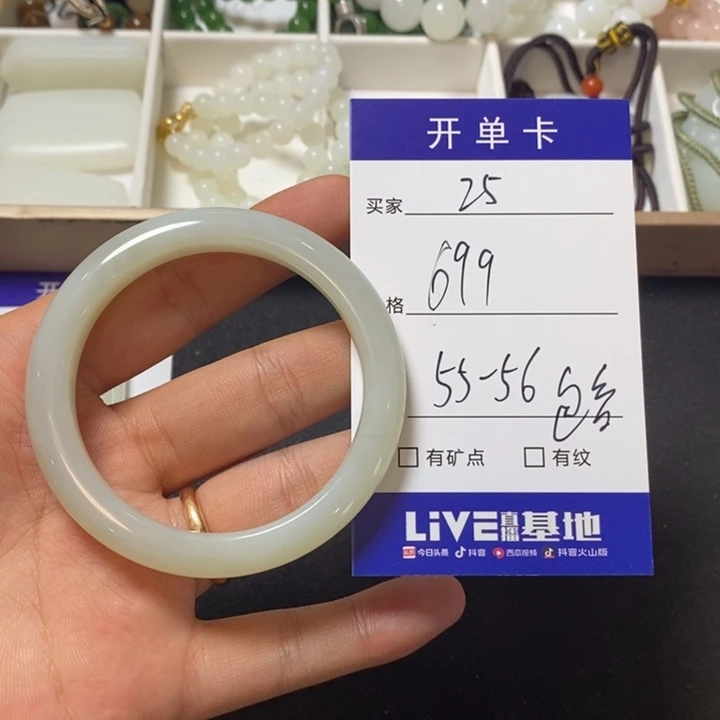 开单卡
买家 25
格 699
55-56
□ 有矿点 □ 有纹
LiVE直播基地
今日头条 抖音 西瓜视频 抖音火山版
开